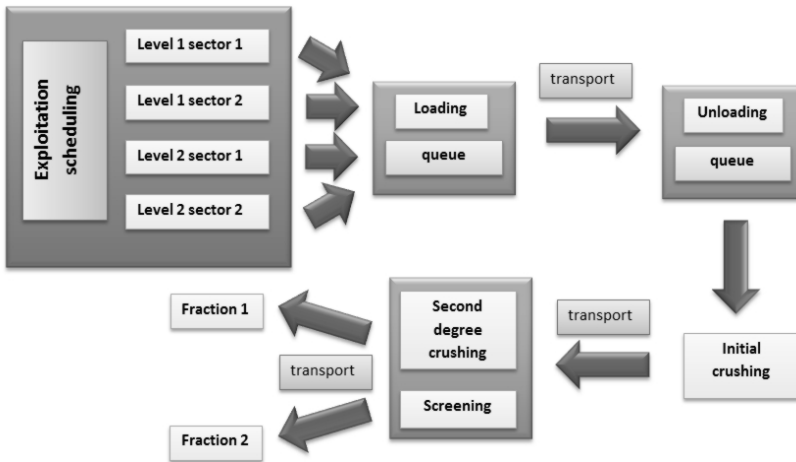 Exploitation
scheduling
Level 1 sector 1
Level 1 sector 2
Level 2 sector 1
Level 2 sector 2
Loading
queue
transport
Unloading
queue
Initial
crushing
transport
Second
degree
crushing
Screening
transport
Fraction 1
Fraction 2